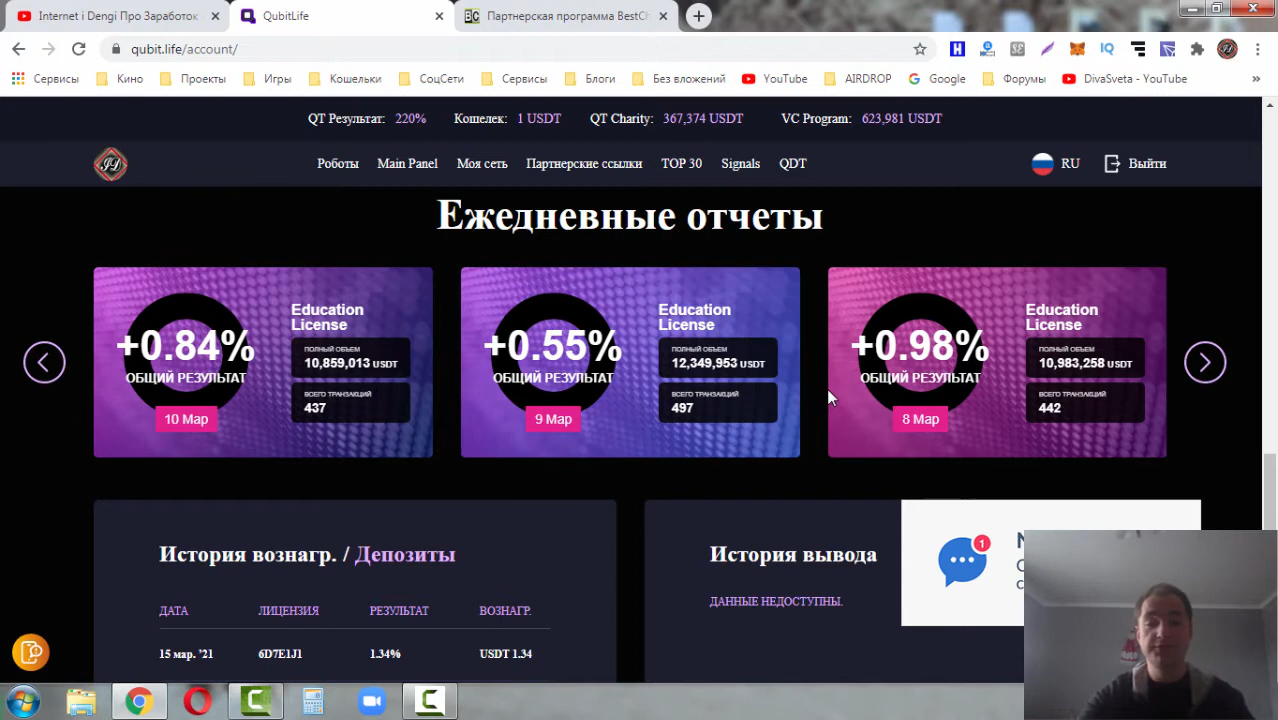 Internet i Dengi Про Заработок
QubitLife
Партнерская программа BestCh
qubit.life/account/
Сервисы
Кино
Проекты
Игры
Кошельки
СоцСети
Сервисы
Блоги
Без вложений
YouTube
AIRDROP
Google
Форумы
DivaSveta - YouTube
»
QT Результат: 220% Кошелек: 1 USDT QT Charity: 367,374 USDT VC Program: 623,981 USDT
Роботы Main Panel Моя сеть Партнерские ссылки TOP 30 Signals QDT RU Выйти
Ежедневные отчеты
+0.84%
ОБЩИЙ РЕЗУЛЬТАТ
10 Мар
Education
License
ПОЛНЫЙ ОБЪЕМ
10,859,013 USDT
ВСЕГО ТРАНЗАКЦИЙ
437
+0.55%
ОБЩИЙ РЕЗУЛЬТАТ
9 Мар
Education
License
ПОЛНЫЙ ОБЪЕМ
12,349,953 USDT
ВСЕГО ТРАНЗАКЦИЙ
497
+0.98%
ОБЩИЙ РЕЗУЛЬТАТ
8 Мар
Education
License
ПОЛНЫЙ ОБЪЕМ
10,983,258 USDT
ВСЕГО ТРАНЗАКЦИЙ
442
История вознагр. / Депозиты
ДАТА ЛИЦЕНЗИЯ РЕЗУЛЬТАТ ВОЗНАГР.
15 мар. '21 6D7E1J1 1.34% USDT 1.34
История вывода
ДАННЫЕ НЕДОСТУПНЫ.
1